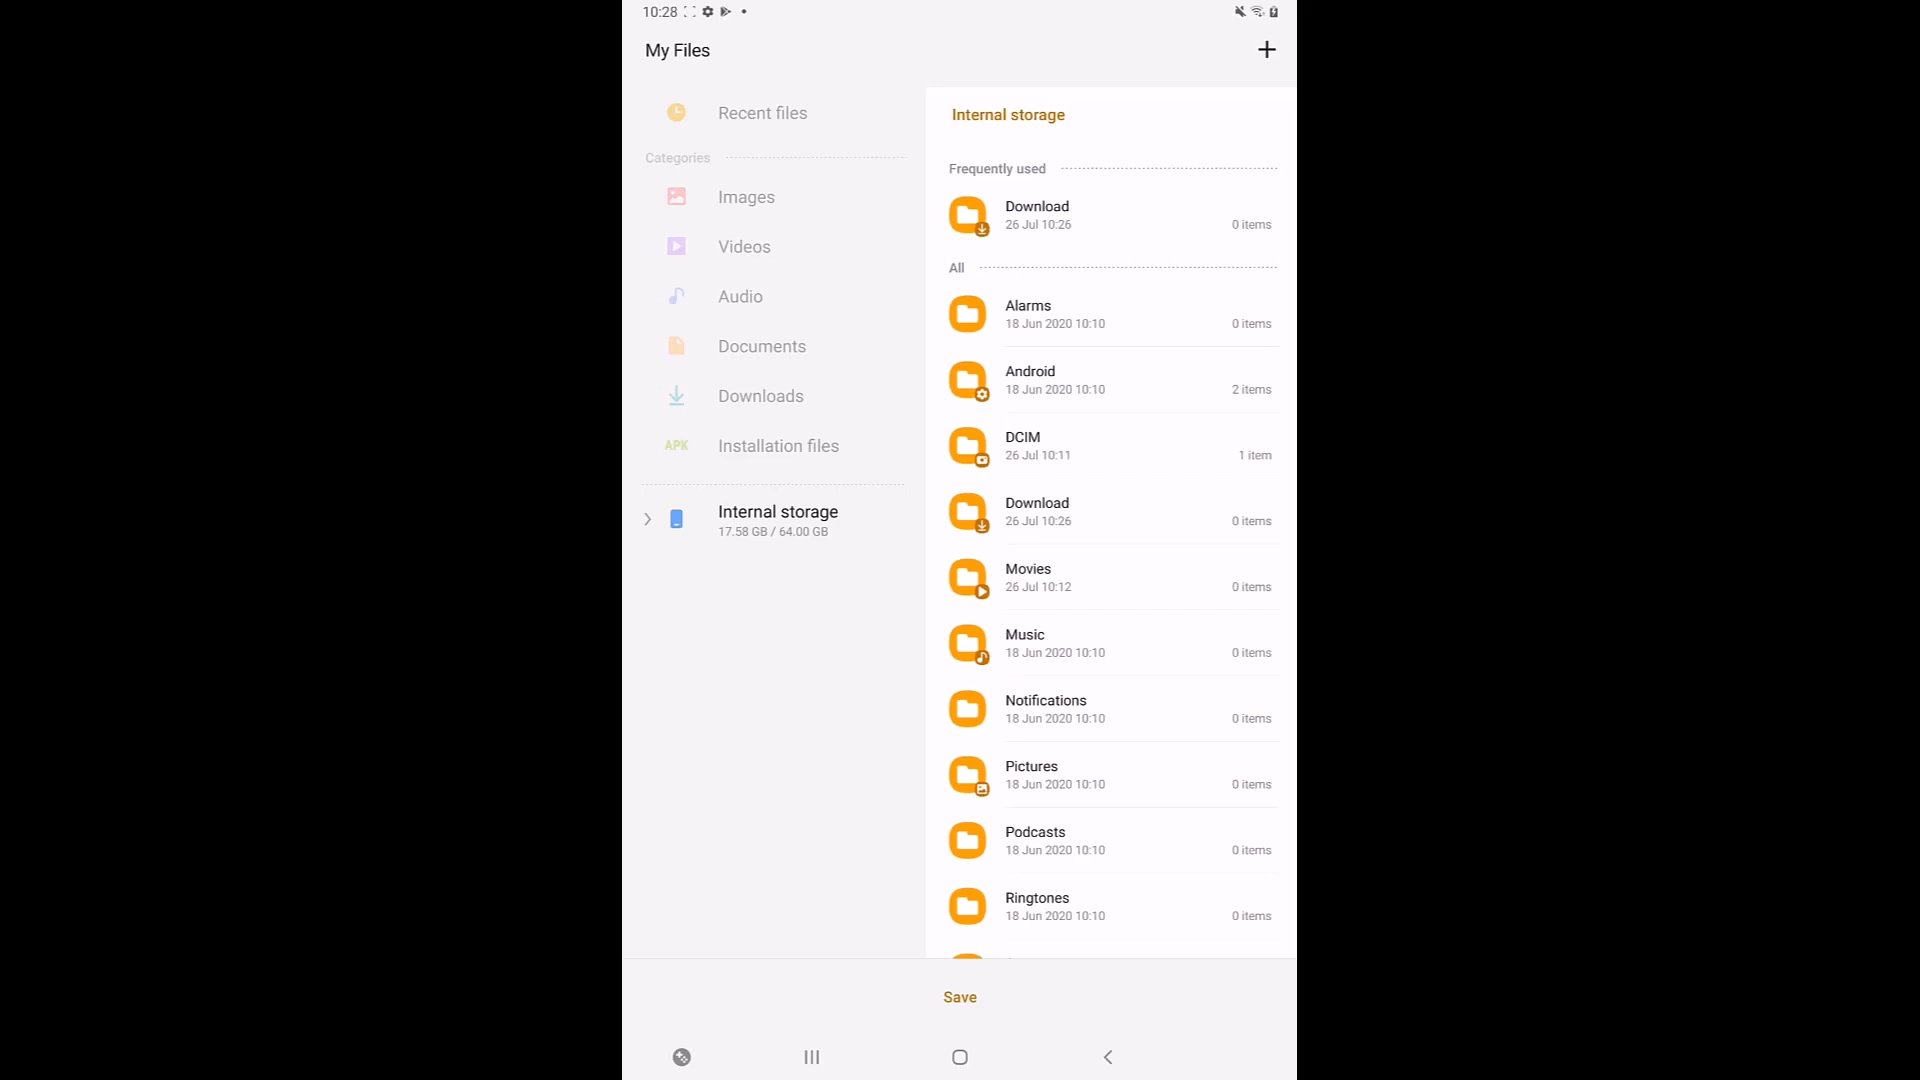 10:28
My Files
Recent files
Categories
Images
Videos
Audio
Documents
Downloads
APK Installation files
Internal storage
17.58 GB / 64.00 GB
Internal storage
Frequently used
Download
26 Jul 10:26 0 items
All
Alarms
18 Jun 2020 10:10 0 items
Android
18 Jun 2020 10:10 2 items
DCIM
26 Jul 10:11 1 item
Download
26 Jul 10:26 0 items
Movies
26 Jul 10:12 0 items
Music
18 Jun 2020 10:10 0 items
Notifications
18 Jun 2020 10:10 0 items
Pictures
18 Jun 2020 10:10 0 items
Podcasts
18 Jun 2020 10:10 0 items
Ringtones
18 Jun 2020 10:10 0 items
Save